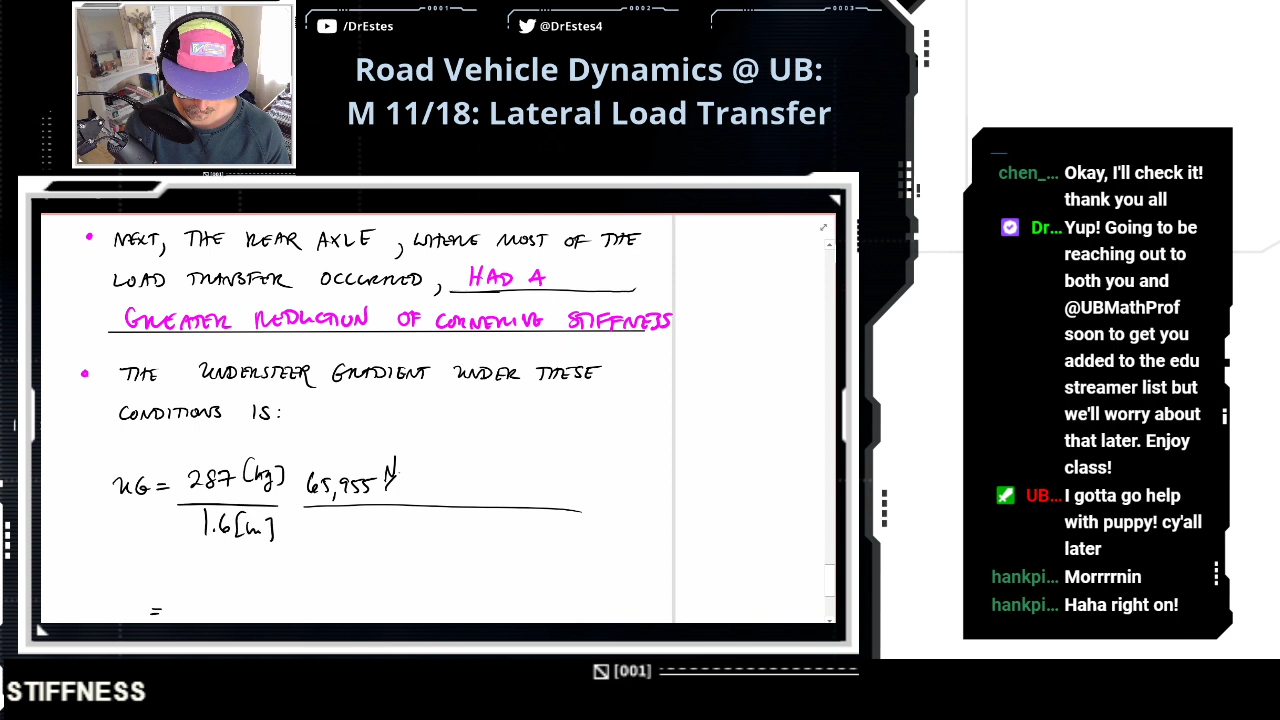 0001
0002
0003
/DrEstes
@DrEstes4
Road Vehicle Dynamics @ UB:
M 11/18: Lateral Load Transfer
[001]
• NEXT, THE REAR AXLE, WHERE MOST OF THE
LOAD TRANSFER OCCURRED, HAD A
GREATER REDUCTION OF CORNERING STIFFNESS
• THE UNDERSTEER GRADIENT UNDER THESE
CONDITIONS IS:
UG = 287 [kg] 65,955 N/
1.6 [m]
=
chen_... Okay, I'll check it!
thank you all
Dr... Yup! Going to be
reaching out to
both you and
@UBMathProf
soon to get you
added to the edu
streamer list but
we'll worry about
that later. Enjoy
class!
UB... I gotta go help
with puppy! cy'all
later
hankpi... Morrrrnin
hankpi... Haha right on!
[001]
STIFFNESS